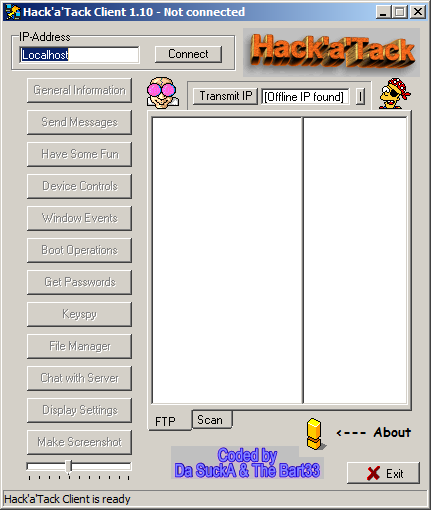 Hack'a'Tack Client 1.10 - Not connected
IP-Address
Localhost
Connect
Hack'a'Tack
General Information
Send Messages
Have Some Fun
Device Controls
Window Events
Boot Operations
Get Passwords
Keyspy
File Manager
Chat with Server
Display Settings
Make Screenshot
Transmit IP
[Offline IP found]
I
FTP
Scan
<--- About
Coded by
Da SuckA & The Bart33
Exit
Hack'a'Tack Client is ready